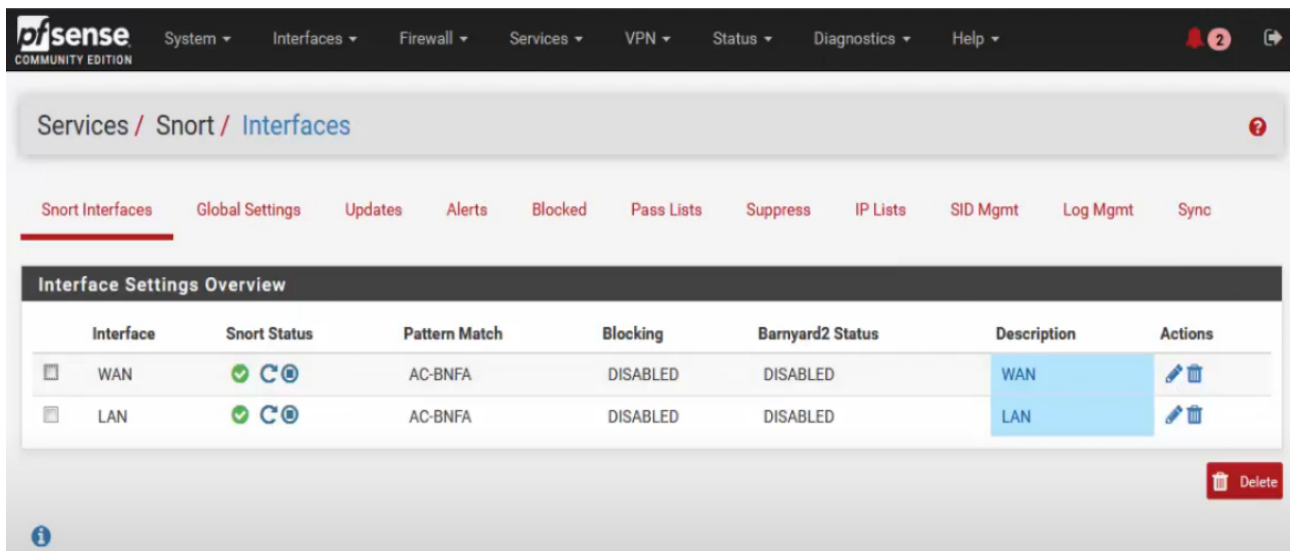 pfsense System Interfaces Firewall Services VPN Status Diagnostics Help 2
COMMUNITY EDITION
Services / Snort / Interfaces
Snort Interfaces Global Settings Updates Alerts Blocked Pass Lists Suppress IP Lists SID Mgmt Log Mgmt Sync
Interface Settings Overview
Interface Snort Status Pattern Match Blocking Barnyard2 Status Description Actions
WAN AC-BNFA DISABLED DISABLED WAN
LAN AC-BNFA DISABLED DISABLED LAN
Delete